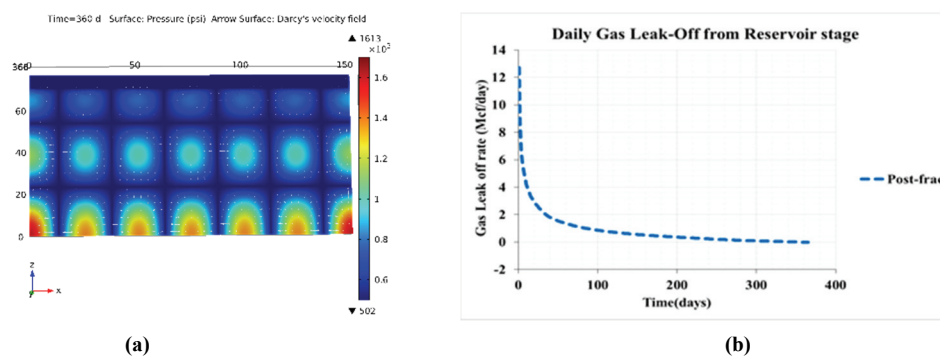 Time=360 d Surface: Pressure (psi) Arrow Surface: Darcy's velocity field
▲ 1613
×10³
0 50 100 150
60
40
20
0
1.6
1.4
1.2
1
0.8
0.6
▼ 502
z
y
x
(a)
Daily Gas Leak-Off from Reservoir stage
Gas Leak off rate (Mcf/day)
14
12
10
8
6
4
2
0
-2
0 100 200 300 400
Time(days)
Post-frac
(b)